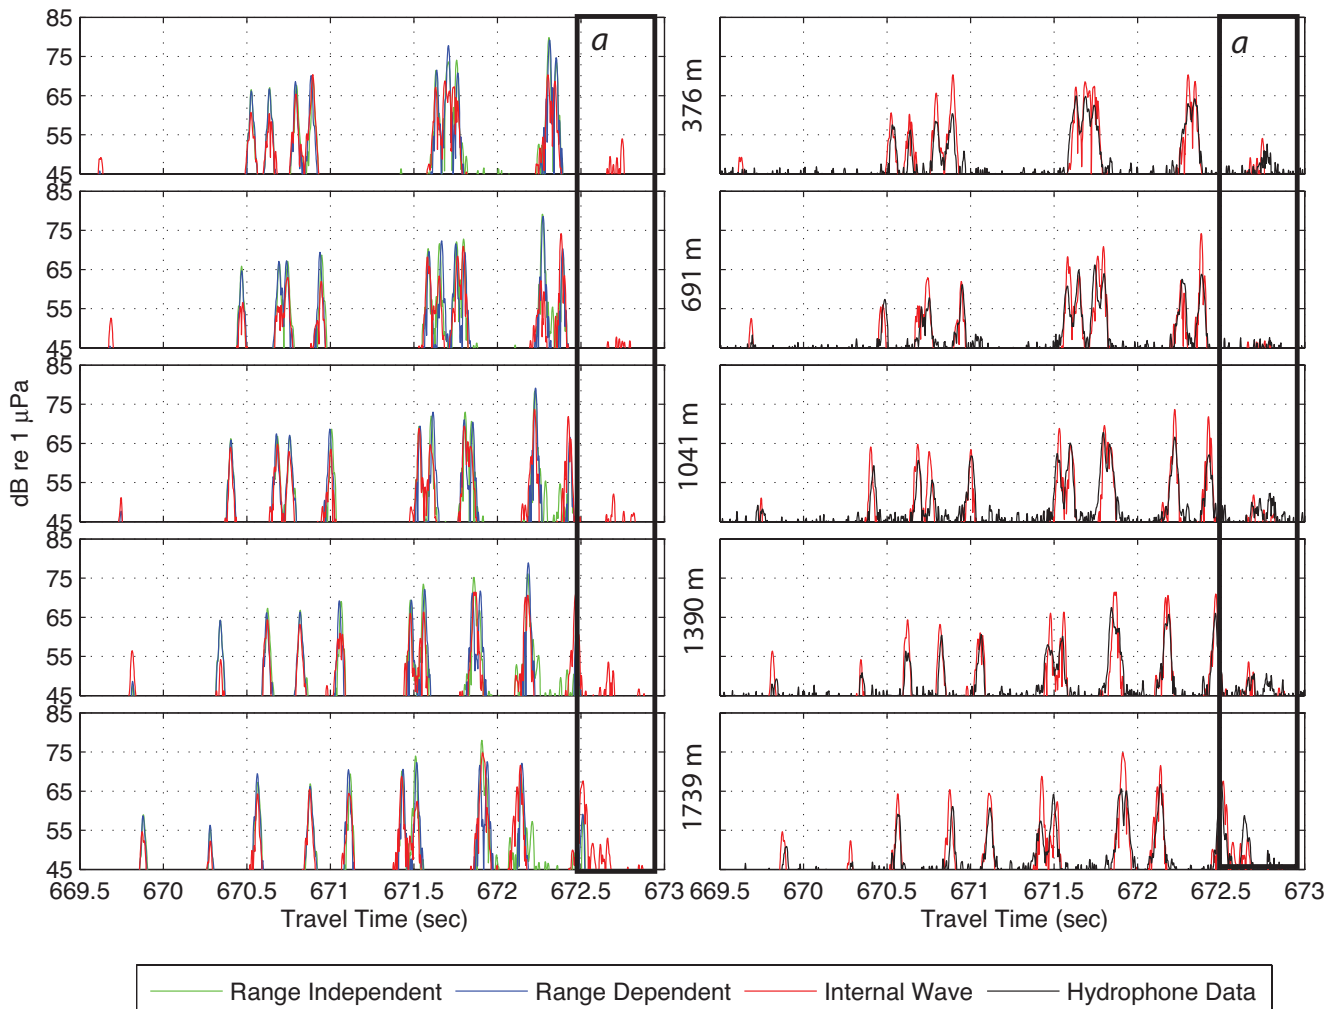 85
75
65
55
45
a
376 m
a
85
75
65
55
45
691 m
85
75
65
55
45
1041 m
dB re 1 μPa
85
75
65
55
45
1390 m
85
75
65
55
45
1739 m
669.5 670 670.5 671 671.5 672 672.5 673
669.5 670 670.5 671 671.5 672 672.5 673
Travel Time (sec) Travel Time (sec)
Range Independent Range Dependent Internal Wave Hydrophone Data